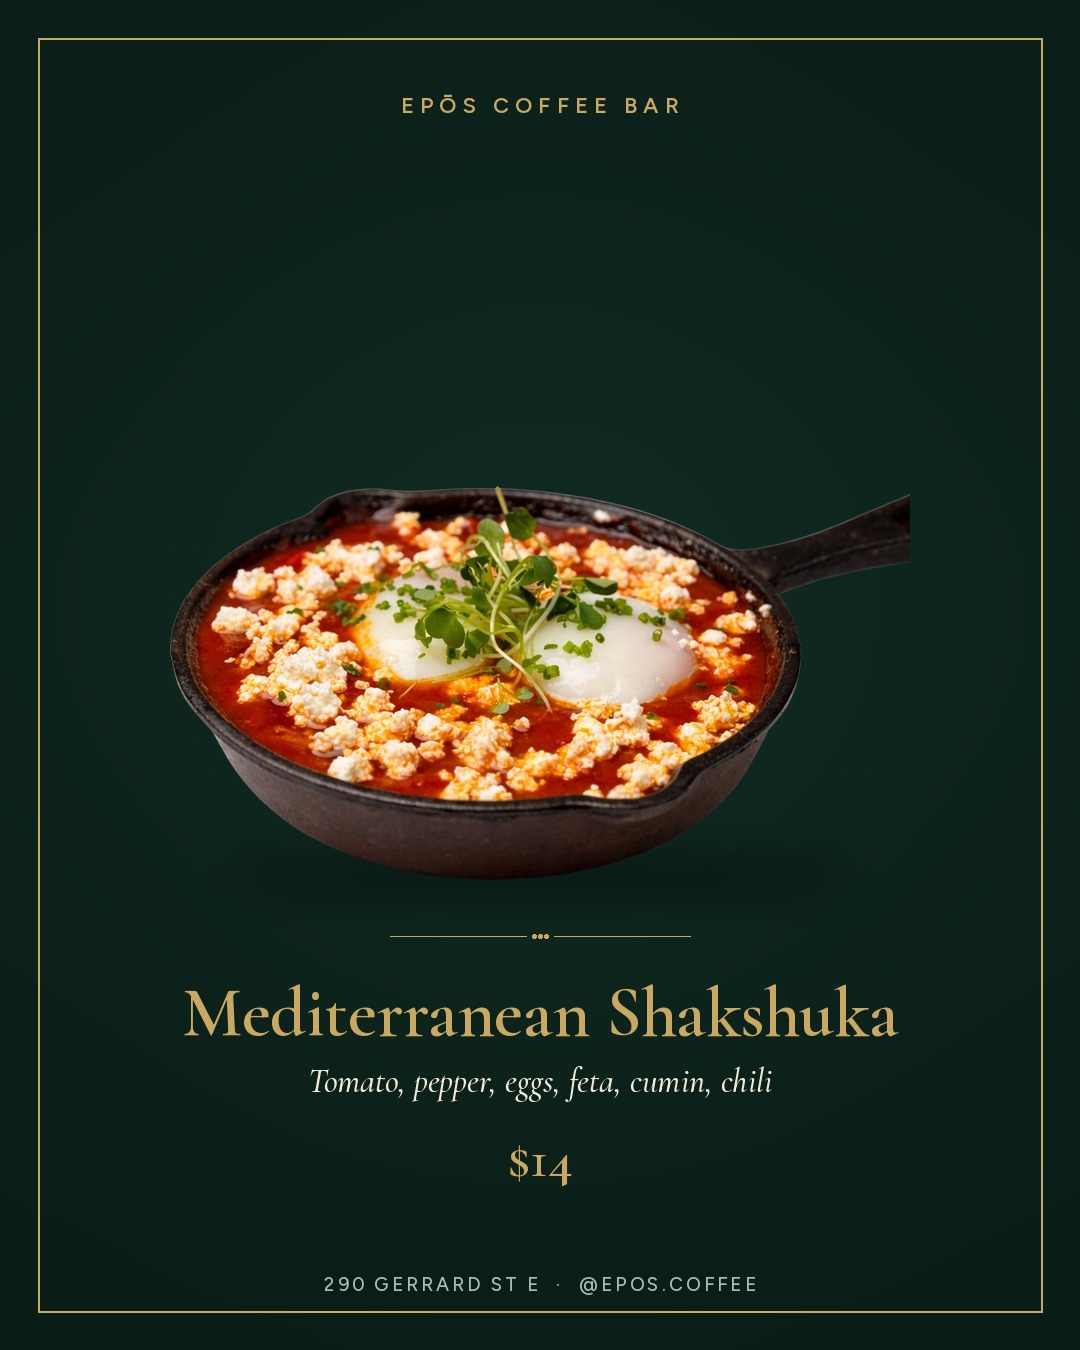 EPŌS COFFEE BAR
Mediterranean Shakshuka
Tomato, pepper, eggs, feta, cumin, chili
$14
290 GERRARD ST E · @EPOS.COFFEE